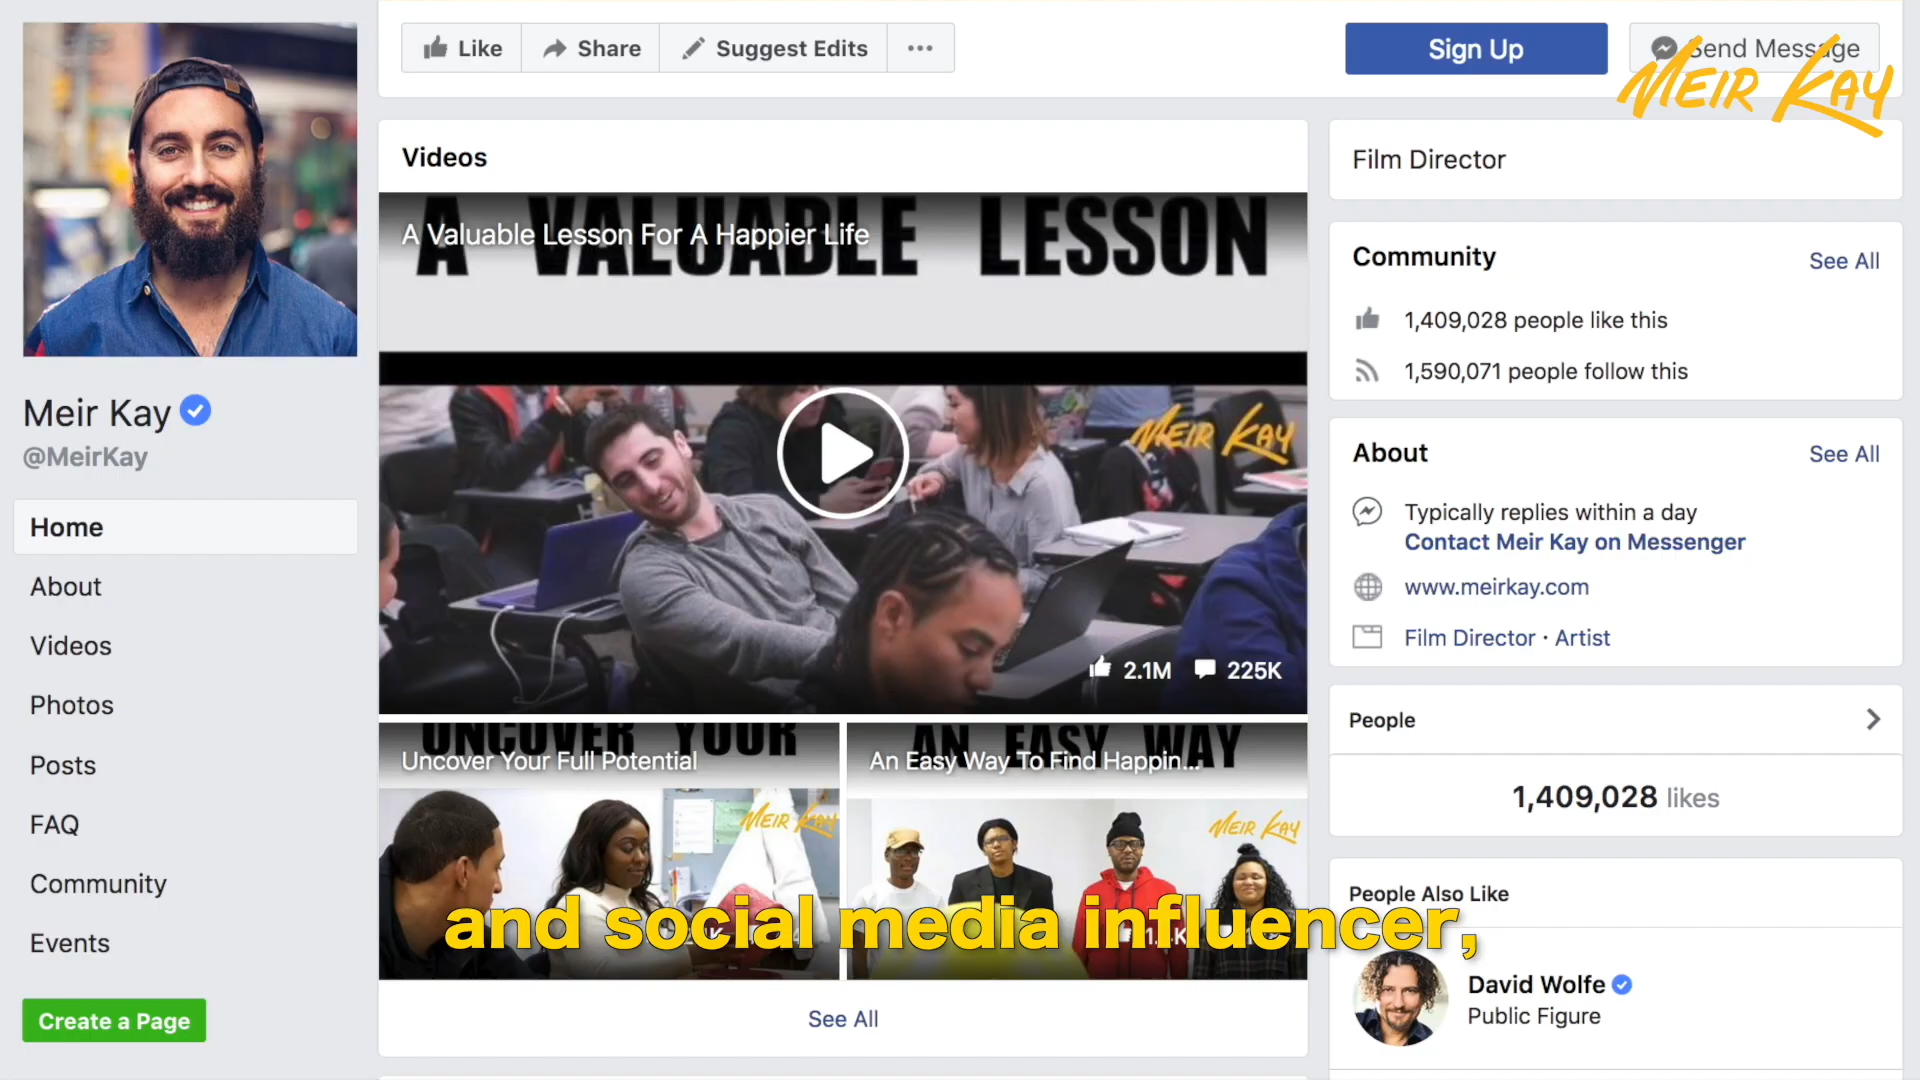 Like
Share
Suggest Edits
Sign Up
Send Message
MEIR KAY
Meir Kay
@MeirKay
Home
About
Videos
Photos
Posts
FAQ
Community
Events
Create a Page
Videos
A VALUABLE LESSON
A Valuable Lesson For A Happier Life
MEIR KAY
2.1M
225K
UNCOVER YOUR
Uncover Your Full Potential
MEIR KAY
AN EASY WAY
An Easy Way To Find Happin...
MEIR KAY
and social media influencer,
See All
Film Director
Community
See All
1,409,028 people like this
1,590,071 people follow this
About
See All
Typically replies within a day
Contact Meir Kay on Messenger
www.meirkay.com
Film Director · Artist
People
1,409,028 likes
People Also Like
David Wolfe
Public Figure